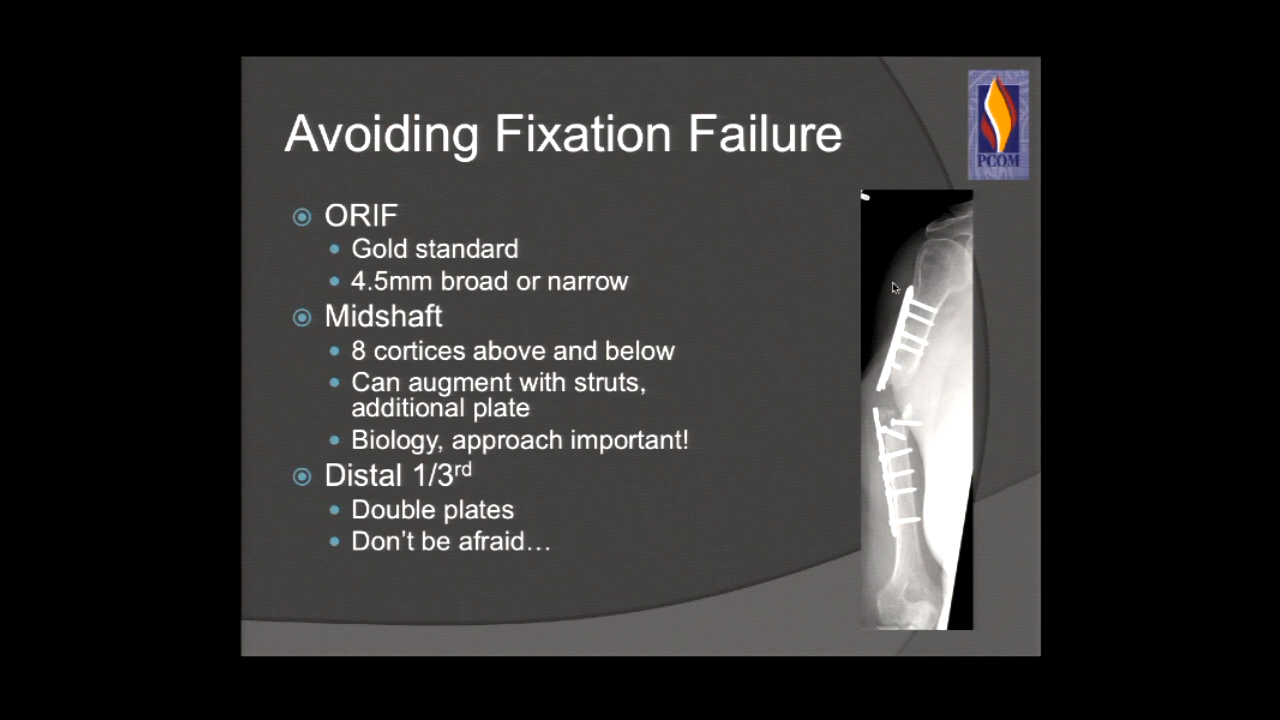 Avoiding Fixation Failure
PCOM
ORIF
Gold standard
4.5mm broad or narrow
Midshaft
8 cortices above and below
Can augment with struts,
additional plate
Biology, approach important!
Distal 1/3rd
Double plates
Don’t be afraid…